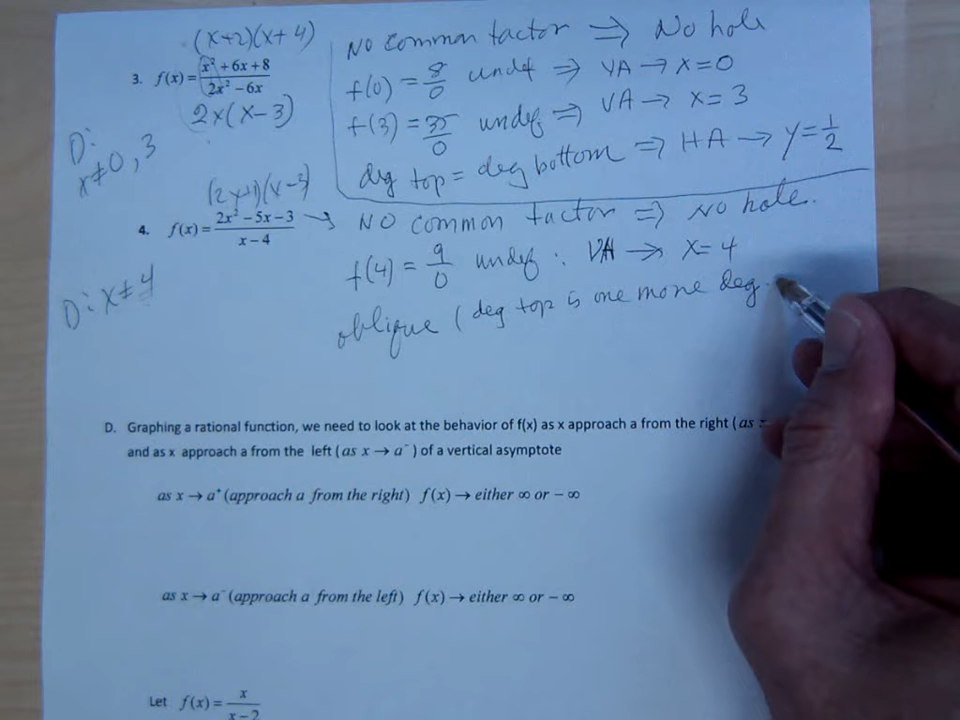 (x+2)(x+4)
3. f(x) = x² + 6x + 8 / 2x² − 6x
2x(x−3)
D: x≠0, 3
No common factor ⇒ No hole
f(0) = 8/0 undf ⇒ VA → x=0
f(3) = 35/0 undef ⇒ VA → x=3
deg top = deg bottom ⇒ HA → y=1/2
(2x+1)(x−3)
4. f(x) = 2x² − 5x − 3 / x − 4
D: x≠4
NO common factor ⇒ No hole.
f(4) = 9/0 undef : VA → x=4
oblique (deg top is one more deg.
D. Graphing a rational function, we need to look at the behavior of f(x) as x approach a from the right (as
and as x approach a from the left (as x → a⁻) of a vertical asymptote
as x → a⁺ (approach a from the right) f(x) → either ∞ or − ∞
as x → a⁻ (approach a from the left) f(x) → either ∞ or − ∞
Let f(x) = x / x − 2